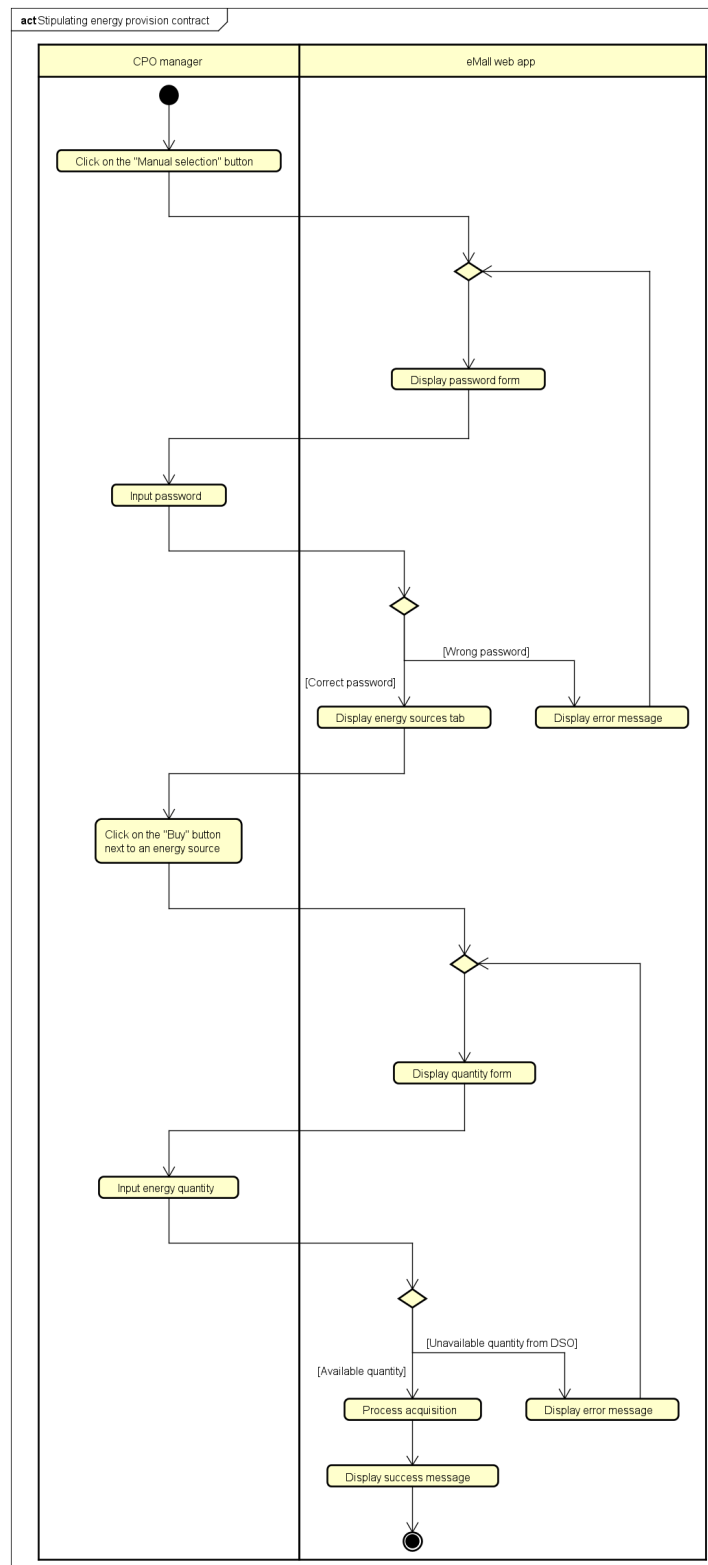 act Stipulating energy provision contract
CPO manager
eMall web app
Click on the "Manual selection" button
Display password form
Input password
[Wrong password]
[Correct password]
Display energy sources tab
Display error message
Click on the "Buy" button
next to an energy source
Display quantity form
Input energy quantity
[Unavailable quantity from DSO]
[Available quantity]
Process acquisition
Display error message
Display success message